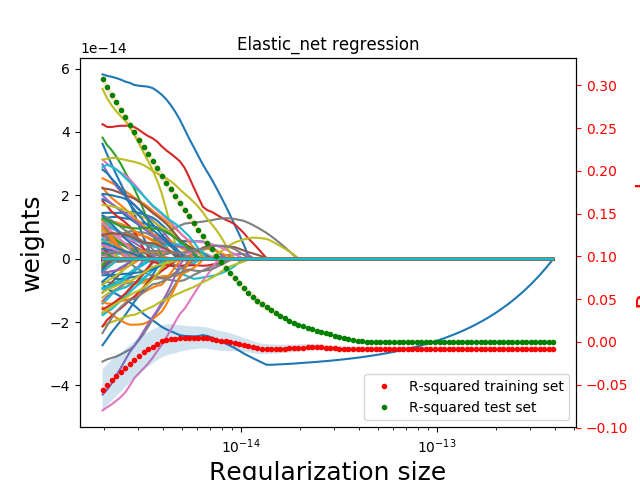 Elastic_net regression
1e−14
6
4
2
0
−2
−4
weights
0.30
0.25
0.20
0.15
0.10
0.05
0.00
−0.05
−0.10
R-squared training set
R-squared test set
10⁻¹⁴ 10⁻¹³
Regularization size